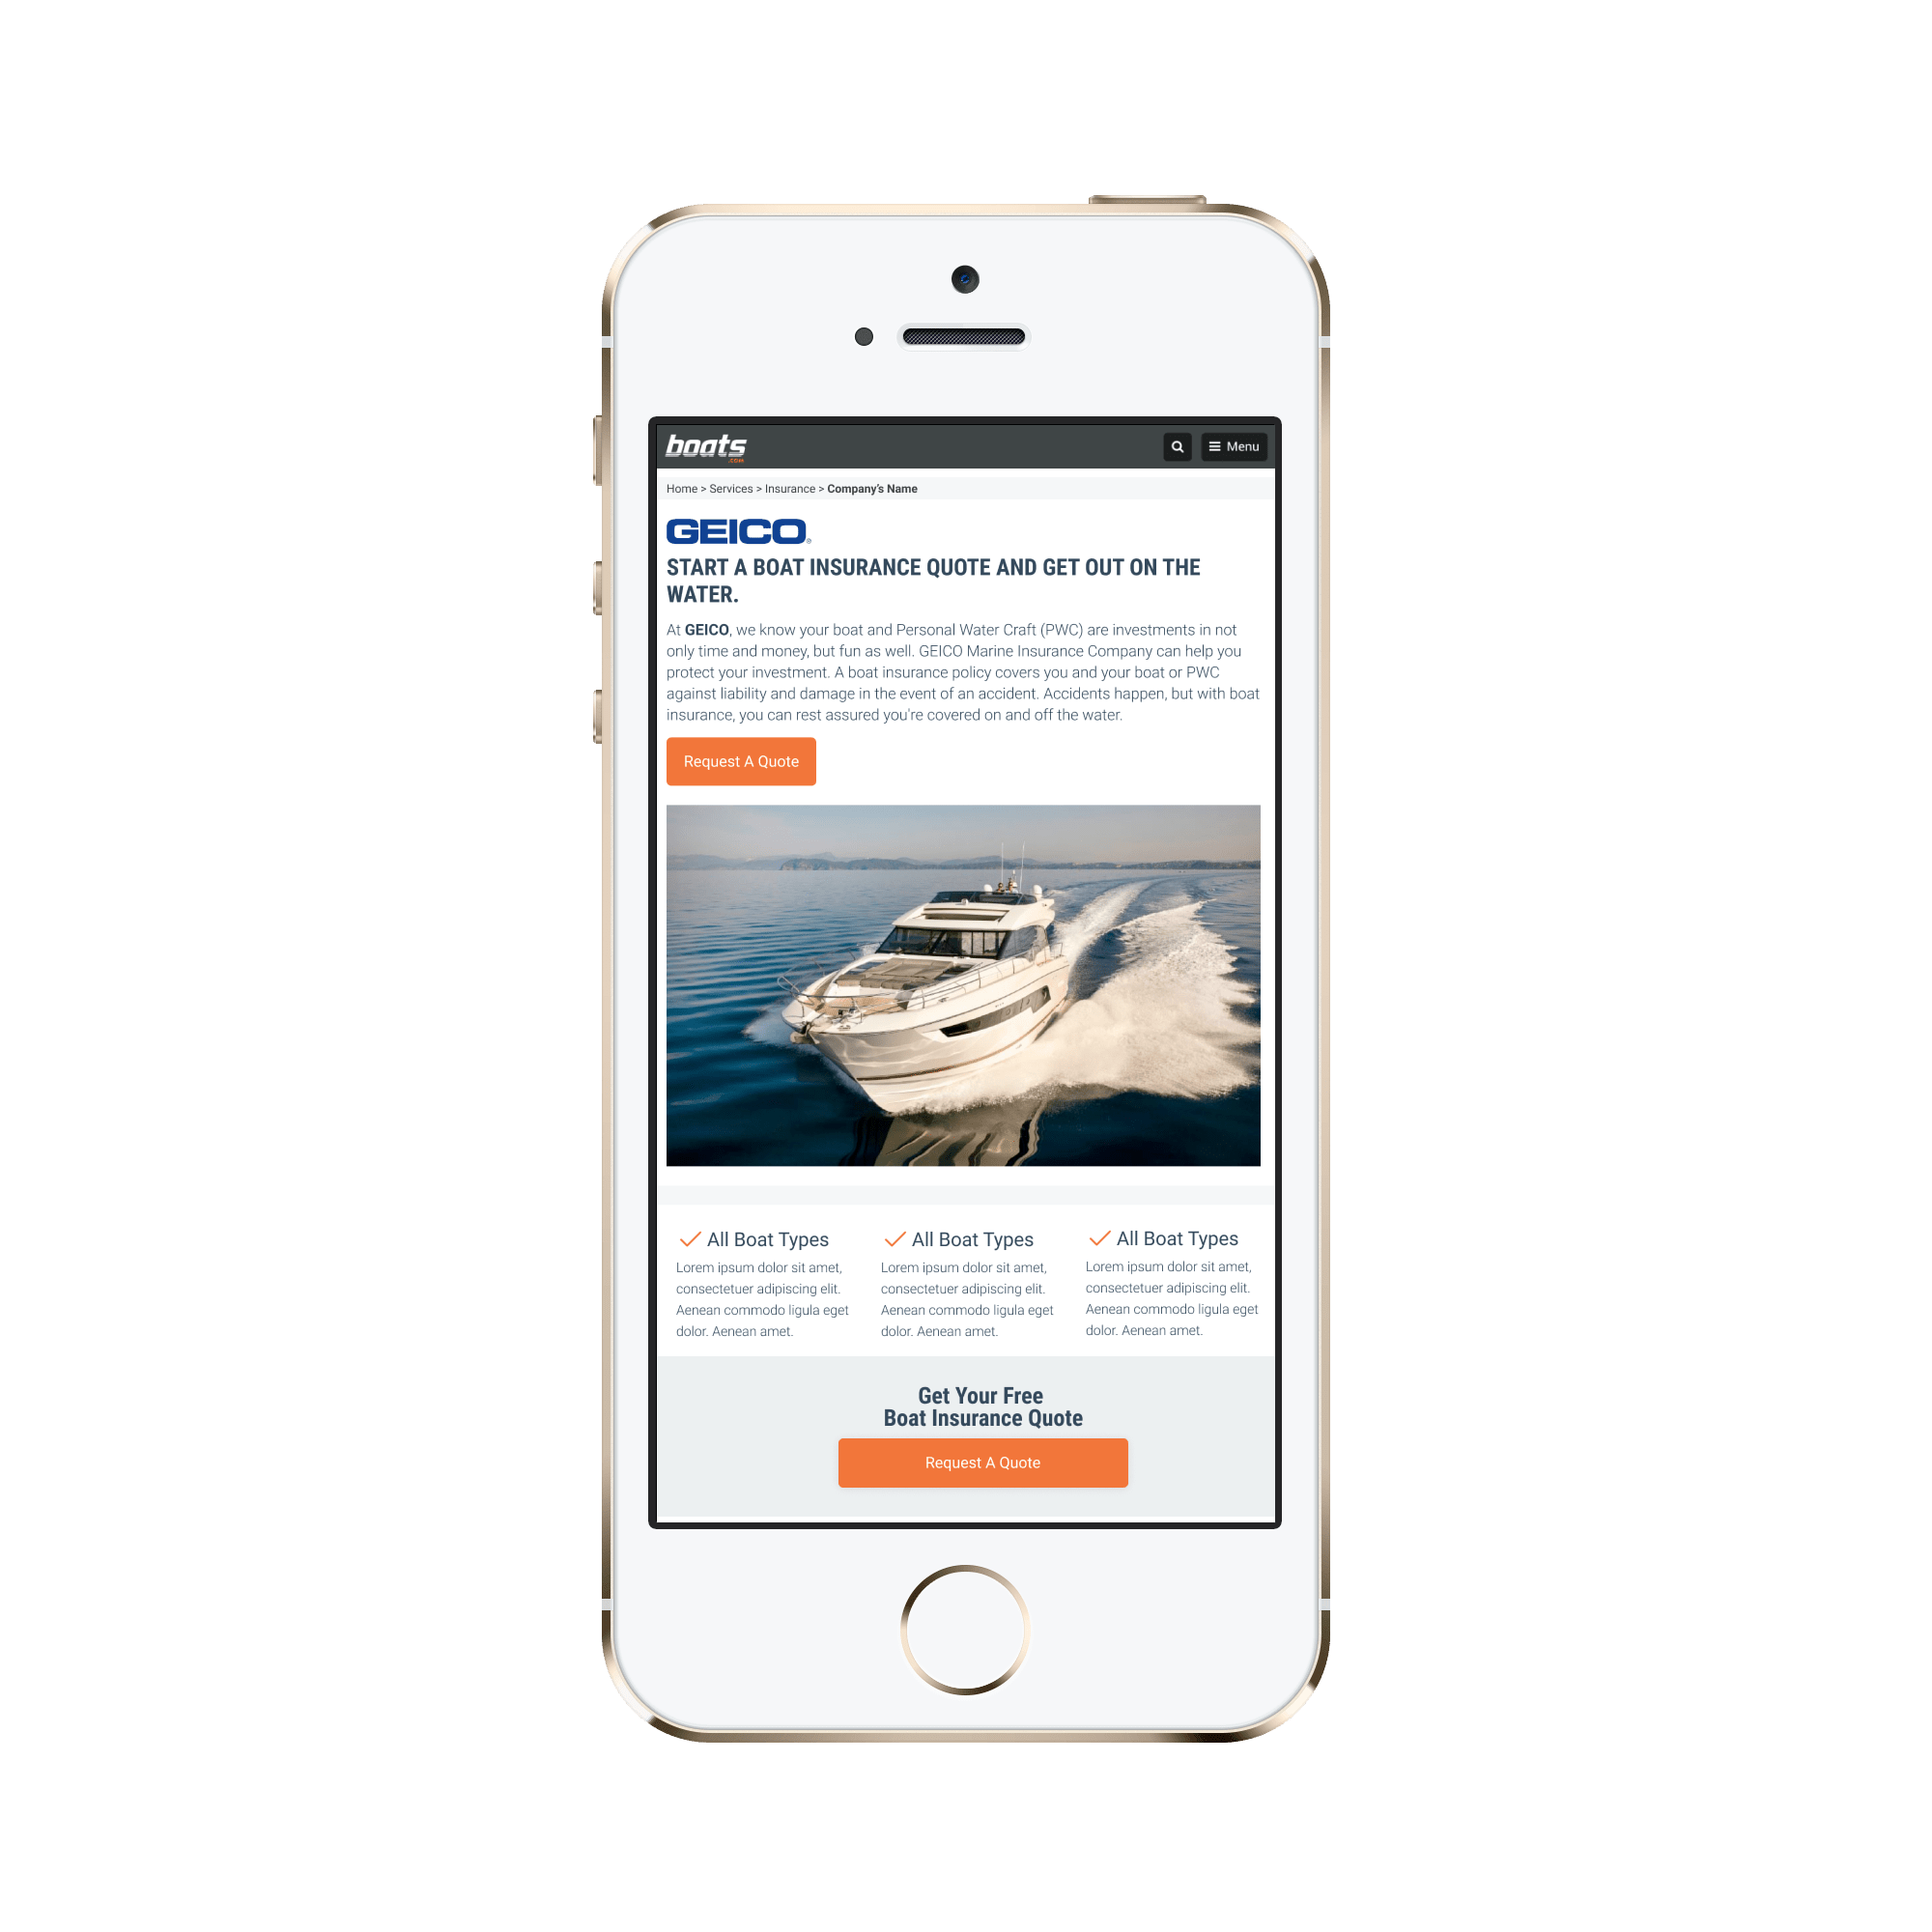 boats
.com
Menu
Home > Services > Insurance > Company's Name
GEICO®
START A BOAT INSURANCE QUOTE AND GET OUT ON THE
WATER.
At GEICO, we know your boat and Personal Water Craft (PWC) are investments in not
only time and money, but fun as well. GEICO Marine Insurance Company can help you
protect your investment. A boat insurance policy covers you and your boat or PWC
against liability and damage in the event of an accident. Accidents happen, but with boat
insurance, you can rest assured you're covered on and off the water.
Request A Quote
All Boat Types
Lorem ipsum dolor sit amet,
consectetuer adipiscing elit.
Aenean commodo ligula eget
dolor. Aenean amet.
All Boat Types
Lorem ipsum dolor sit amet,
consectetuer adipiscing elit.
Aenean commodo ligula eget
dolor. Aenean amet.
All Boat Types
Lorem ipsum dolor sit amet,
consectetuer adipiscing elit.
Aenean commodo ligula eget
dolor. Aenean amet.
Get Your Free
Boat Insurance Quote
Request A Quote